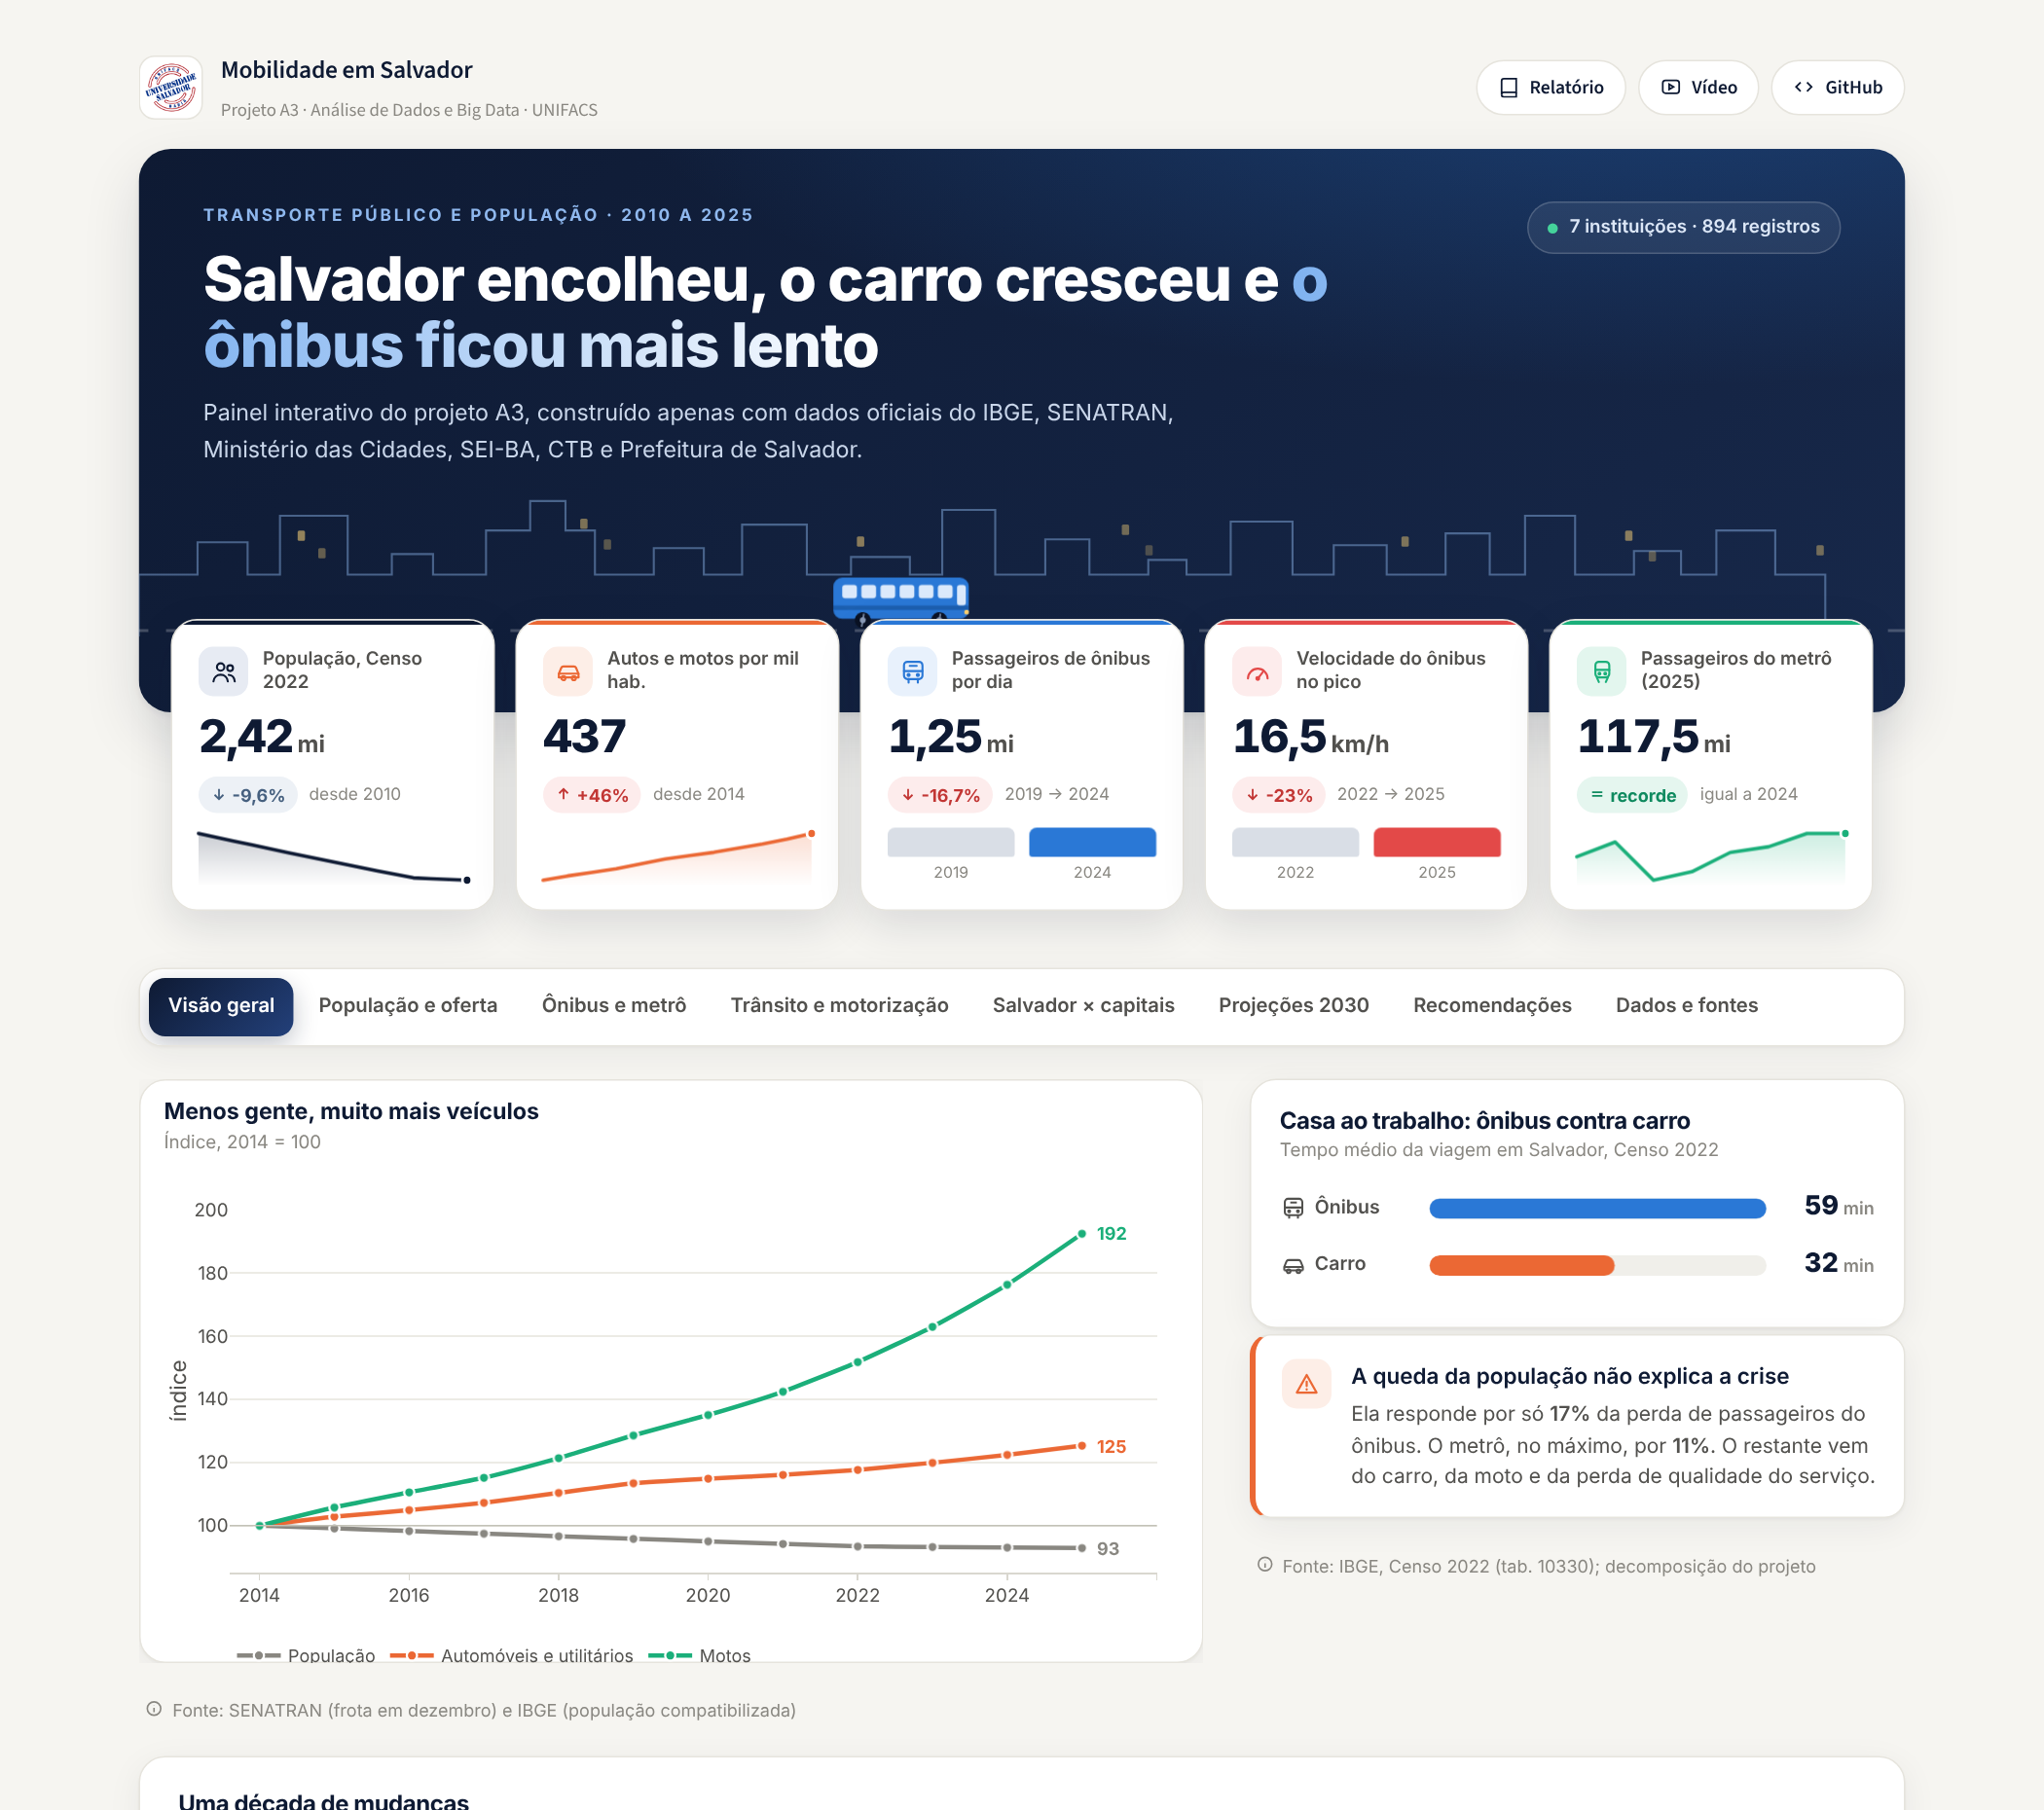 UNIFACS
UNIVERSIDADE
SALVADOR
Mobilidade em Salvador
Projeto A3 · Análise de Dados e Big Data · UNIFACS
Relatório
Vídeo
GitHub
TRANSPORTE PÚBLICO E POPULAÇÃO · 2010 A 2025
7 instituições · 894 registros
Salvador encolheu, o carro cresceu e o
ônibus ficou mais lento
Painel interativo do projeto A3, construído apenas com dados oficiais do IBGE, SENATRAN,
Ministério das Cidades, SEI-BA, CTB e Prefeitura de Salvador.
População, Censo
2022
2,42 mi
↓ -9,6% desde 2010
Autos e motos por mil
hab.
437
↑ +46% desde 2014
Passageiros de ônibus
por dia
1,25 mi
↓ -16,7% 2019 → 2024
2019 2024
Velocidade do ônibus
no pico
16,5 km/h
↓ -23% 2022 → 2025
2022 2025
Passageiros do metrô
(2025)
117,5 mi
= recorde igual a 2024
Visão geral
População e oferta
Ônibus e metrô
Trânsito e motorização
Salvador × capitais
Projeções 2030
Recomendações
Dados e fontes
Menos gente, muito mais veículos
Índice, 2014 = 100
200
180
160
140
120
100
índice
192
125
93
2014 2016 2018 2020 2022 2024
População Automóveis e utilitários Motos
Fonte: SENATRAN (frota em dezembro) e IBGE (população compatibilizada)
Casa ao trabalho: ônibus contra carro
Tempo médio da viagem em Salvador, Censo 2022
Ônibus 59 min
Carro 32 min
A queda da população não explica a crise
Ela responde por só 17% da perda de passageiros do
ônibus. O metrô, no máximo, por 11%. O restante vem
do carro, da moto e da perda de qualidade do serviço.
Fonte: IBGE, Censo 2022 (tab. 10330); decomposição do projeto
Uma década de mudanças